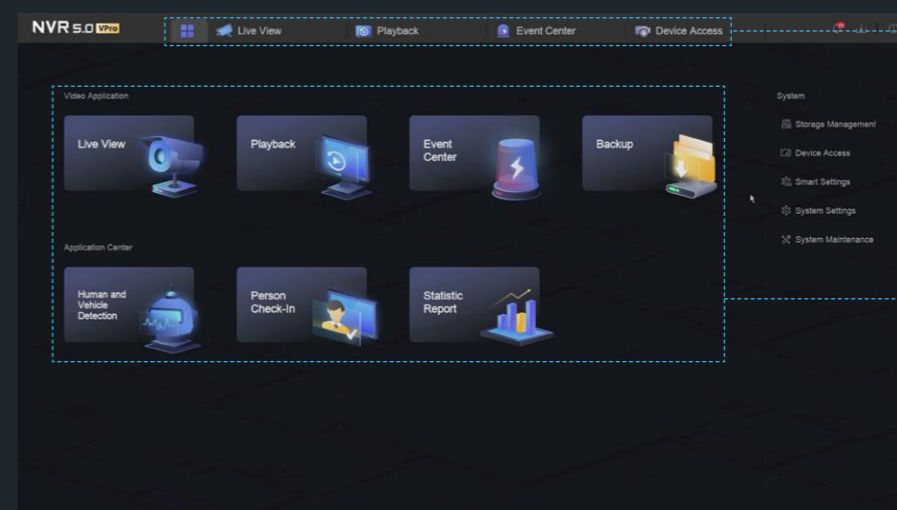 NVR 5.0 VPro
Live View
Playback
Event Center
Device Access
Video Application
System
Live View
Playback
Event
Center
Backup
Storage Management
Device Access
Smart Settings
System Settings
System Maintenance
Application Center
Human and
Vehicle
Detection
Person
Check-In
Statistic
Report